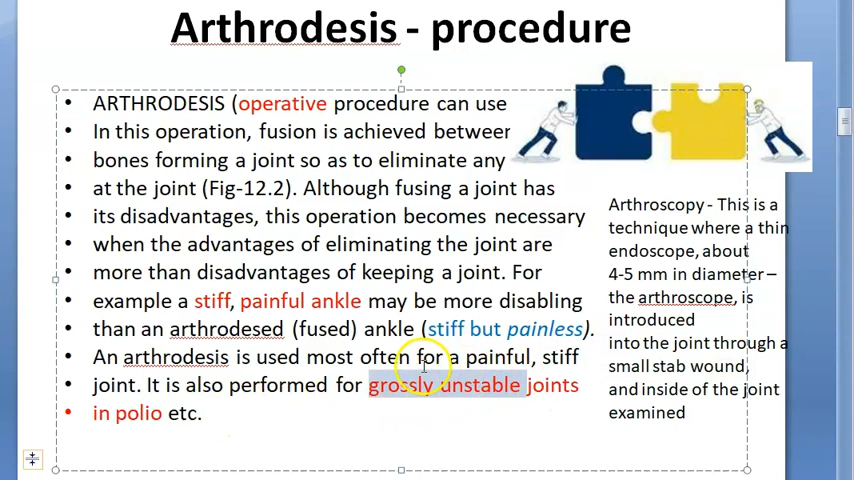 Arthrodesis - procedure
• ARTHRODESIS (operative procedure can use
• In this operation, fusion is achieved between
• bones forming a joint so as to eliminate any
• at the joint (Fig-12.2). Although fusing a joint has
• its disadvantages, this operation becomes necessary
• when the advantages of eliminating the joint are
• more than disadvantages of keeping a joint. For
• example a stiff, painful ankle may be more disabling
• than an arthrodesed (fused) ankle (stiff but painless).
• An arthrodesis is used most often for a painful, stiff
• joint. It is also performed for grossly unstable joints
• in polio etc.
Arthroscopy - This is a
technique where a thin
endoscope, about
4-5 mm in diameter –
the arthroscope, is
introduced
into the joint through a
small stab wound,
and inside of the joint
examined